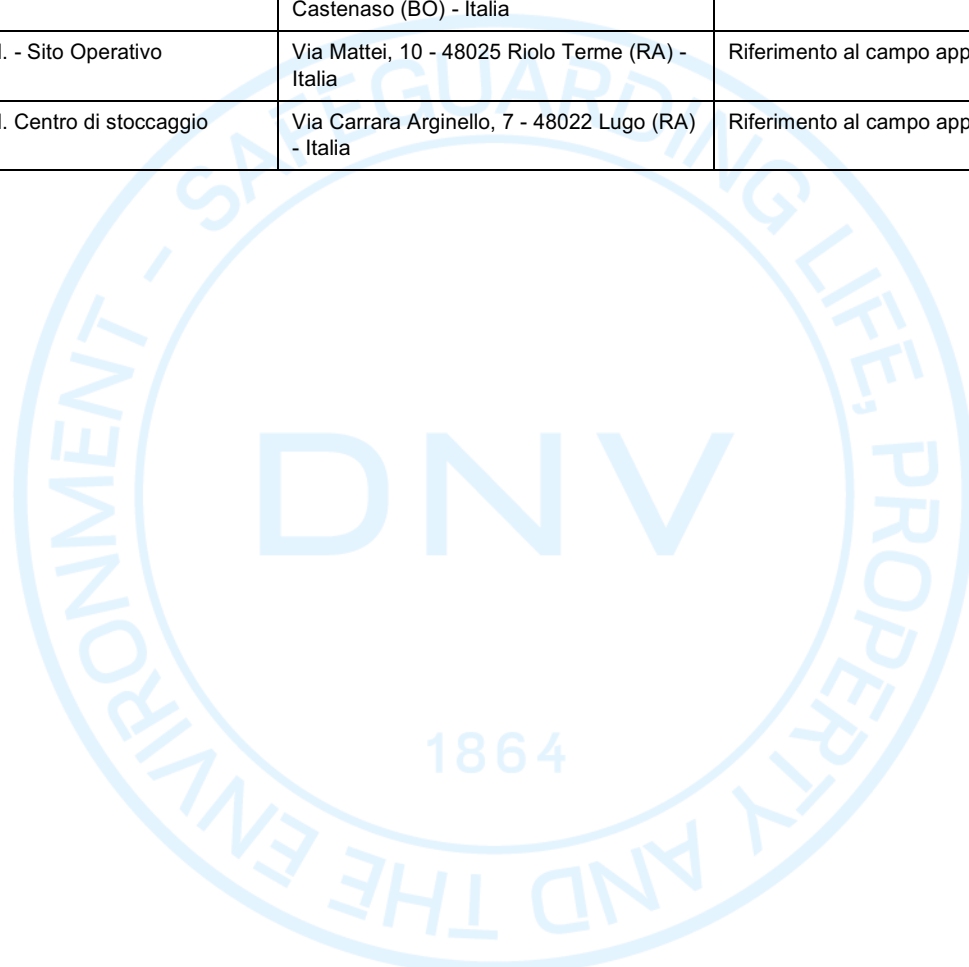 Castenaso (BO) - Italia
l. - Sito Operativo
Via Mattei, 10 - 48025 Riolo Terme (RA) -
Italia
Riferimento al campo app
l. Centro di stoccaggio
Via Carrara Arginello, 7 - 48022 Lugo (RA)
- Italia
Riferimento al campo app
SAFEGUARDING LIFE, PROPERTY AND THE ENVIRONMENT -
DNV
1864